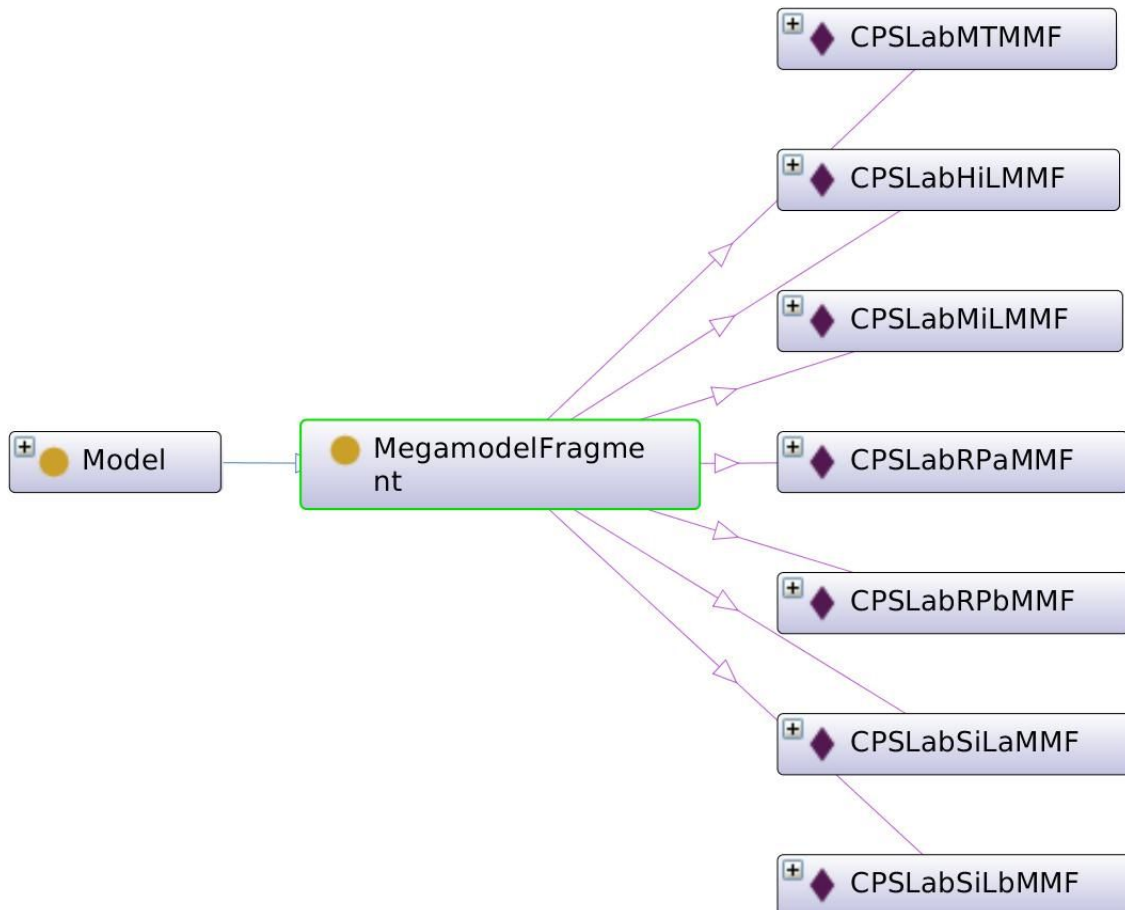 CPSLabMTMMF
CPSLabHiLMMF
CPSLabMiLMMF
Model
MegamodelFragme
nt
CPSLabRPaMMF
CPSLabRPbMMF
CPSLabSiLaMMF
CPSLabSiLbMMF